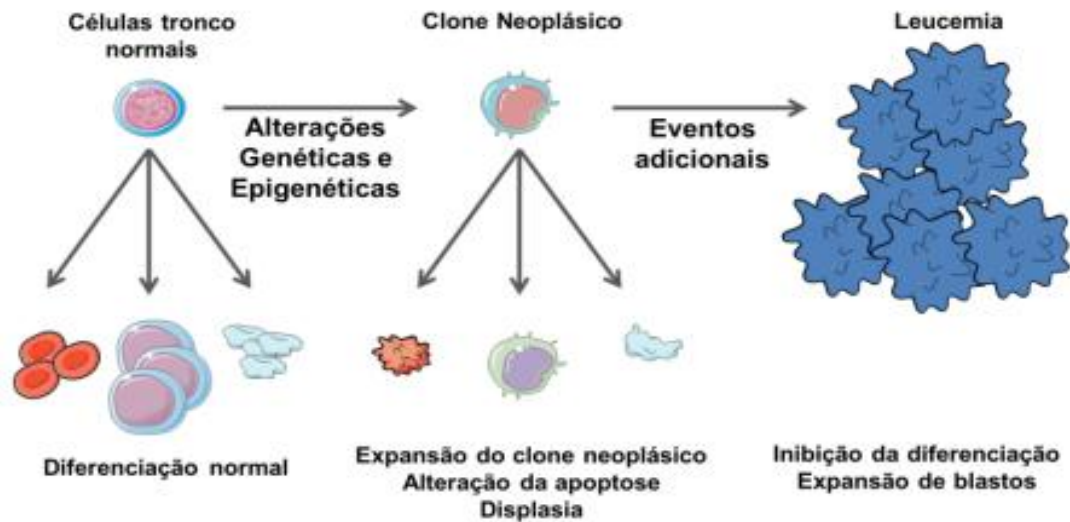 Células tronco
normais
Clone Neoplásico
Leucemia
Alterações
Genéticas e
Epigenéticas
Eventos
adicionais
Diferenciação normal
Expansão do clone neoplásico
Alteração da apoptose
Displasia
Inibição da diferenciação
Expansão de blastos